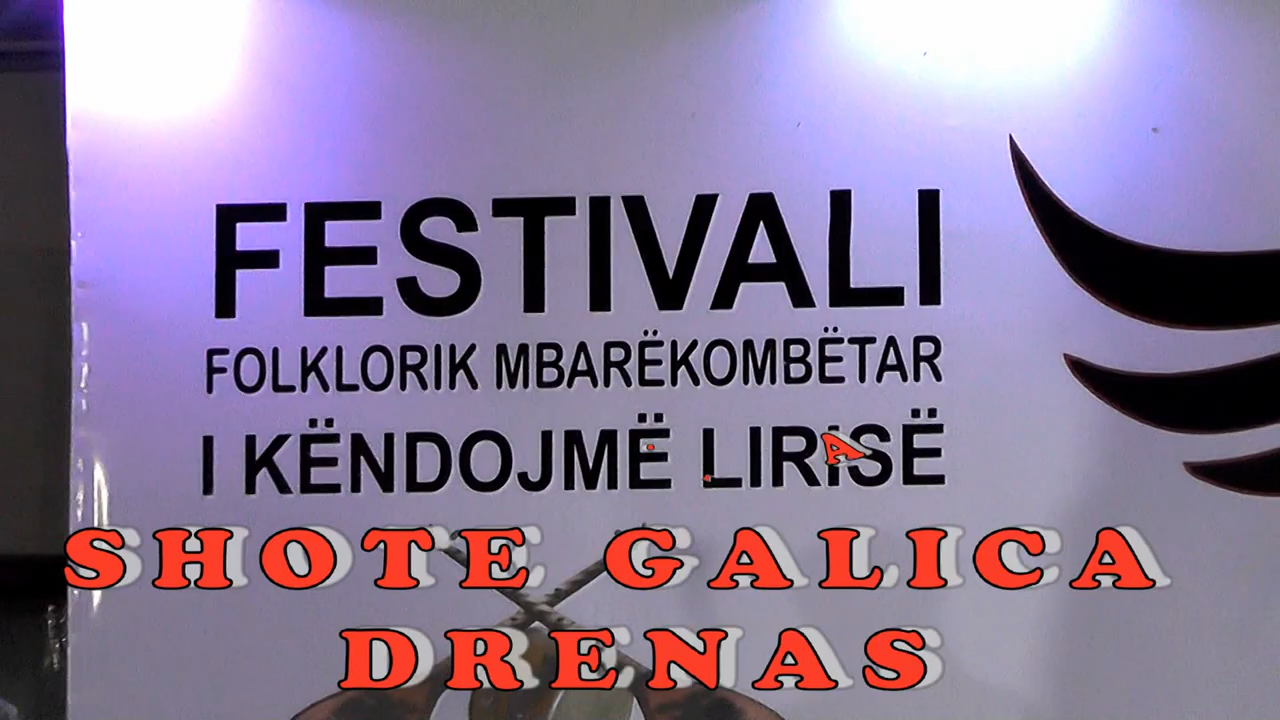 FESTIVALI
FOLKLORIK MBARËKOMBËTAR
I KËNDOJMË LIRISË
A
SHOTE GALICA
DRENAS